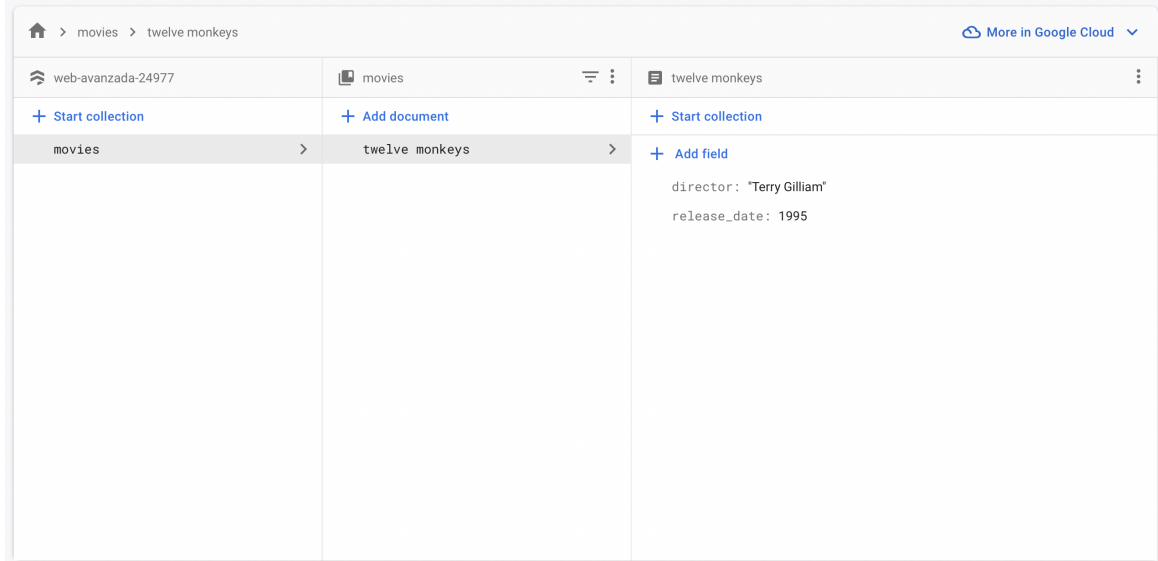 movies > twelve monkeys
More in Google Cloud
web-avanzada-24977
movies
twelve monkeys
+ Start collection
+ Add document
+ Start collection
movies
twelve monkeys
+ Add field
director: "Terry Gilliam"
release_date: 1995